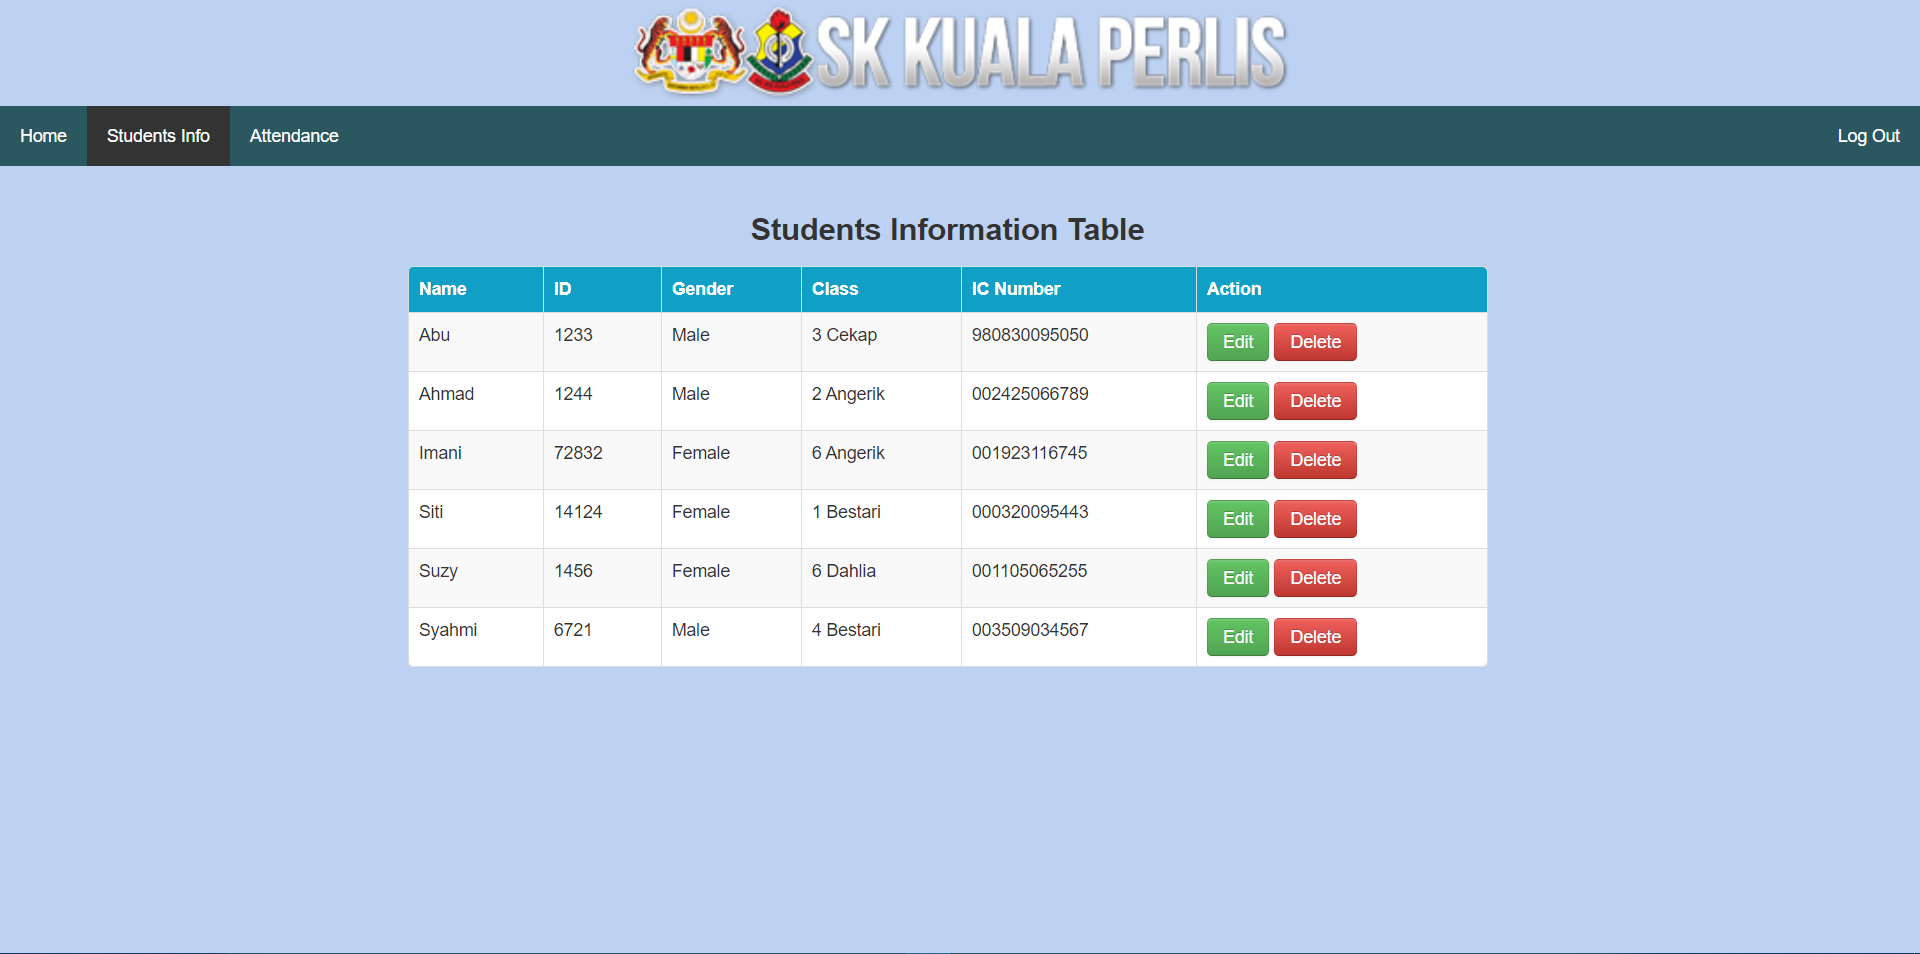 SK KUALA PERLIS
Home Students Info Attendance Log Out
Students Information Table
Name ID Gender Class IC Number Action
Abu 1233 Male 3 Cekap 980830095050 Edit Delete
Ahmad 1244 Male 2 Angerik 002425066789 Edit Delete
Imani 72832 Female 6 Angerik 001923116745 Edit Delete
Siti 14124 Female 1 Bestari 000320095443 Edit Delete
Suzy 1456 Female 6 Dahlia 001105065255 Edit Delete
Syahmi 6721 Male 4 Bestari 003509034567 Edit Delete